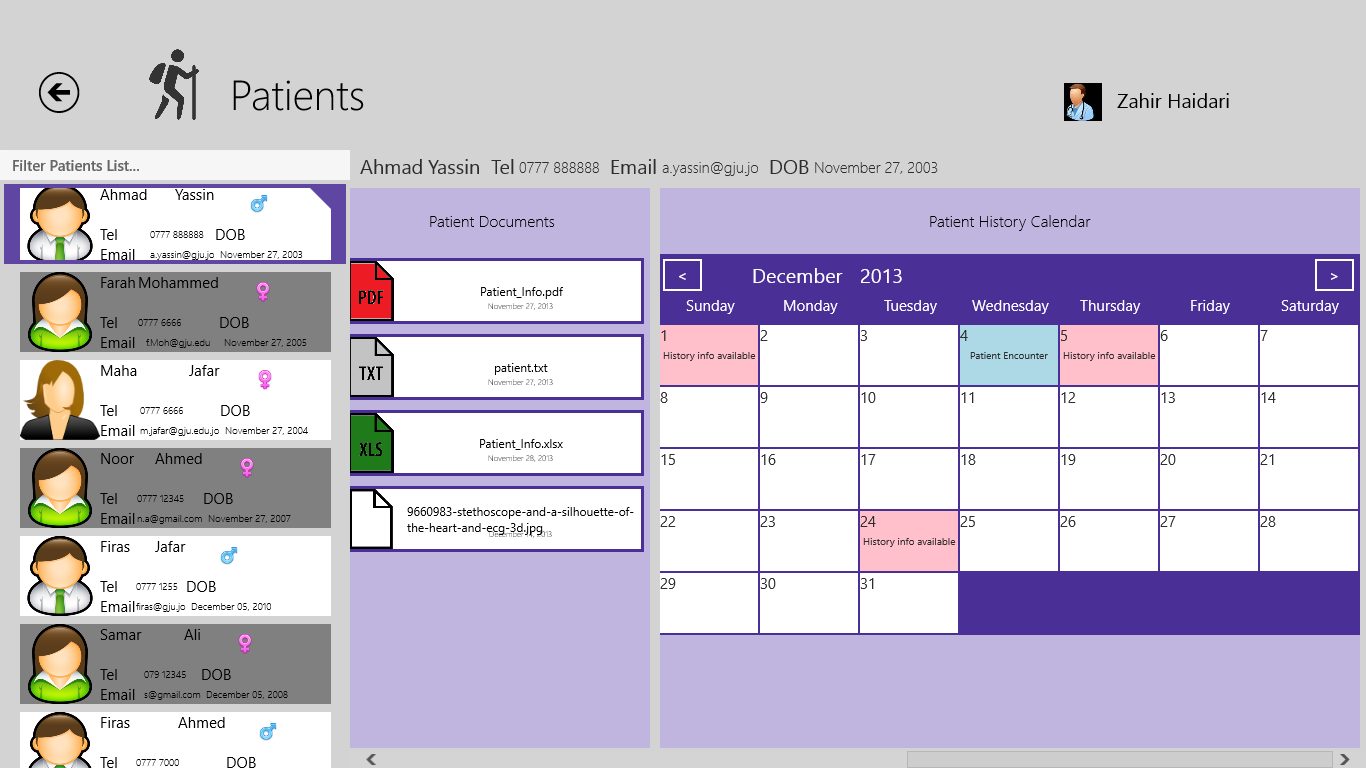 Patients
Zahir Haidari
Filter Patients List...
Ahmad Yassin
Tel 0777 888888 DOB
Email a.yassin@gju.jo November 27, 2003
Farah Mohammed
Tel 0777 6666 DOB
Email f.Moh@gju.edu November 27, 2005
Maha Jafar
Tel 0777 6666 DOB
Email m.jafar@gju.edu.jo November 27, 2004
Noor Ahmed
Tel 0777 12345 DOB
Email n.a@gmail.com November 27, 2007
Firas Jafar
Tel 0777 1255 DOB
Email firas@gju.jo December 05, 2010
Samar Ali
Tel 079 12345 DOB
Email s@gmail.com December 05, 2008
Firas Ahmed
Tel 0777 7000 DOB
Ahmad Yassin Tel 0777 888888 Email a.yassin@gju.jo DOB November 27, 2003
Patient Documents
PDF
Patient_Info.pdf
November 27, 2013
TXT
patient.txt
November 27, 2013
XLS
Patient_Info.xlsx
November 28, 2013
9660983-stethoscope-and-a-silhouette-of-
the-heart-and-ecg-3d.jpg
Patient History Calendar
< December 2013 >
Sunday Monday Tuesday Wednesday Thursday Friday Saturday
1 2 3 4 5 6 7
History info available Patient Encounter History info available
8 9 10 11 12 13 14
15 16 17 18 19 20 21
22 23 24 25 26 27 28
History info available
29 30 31